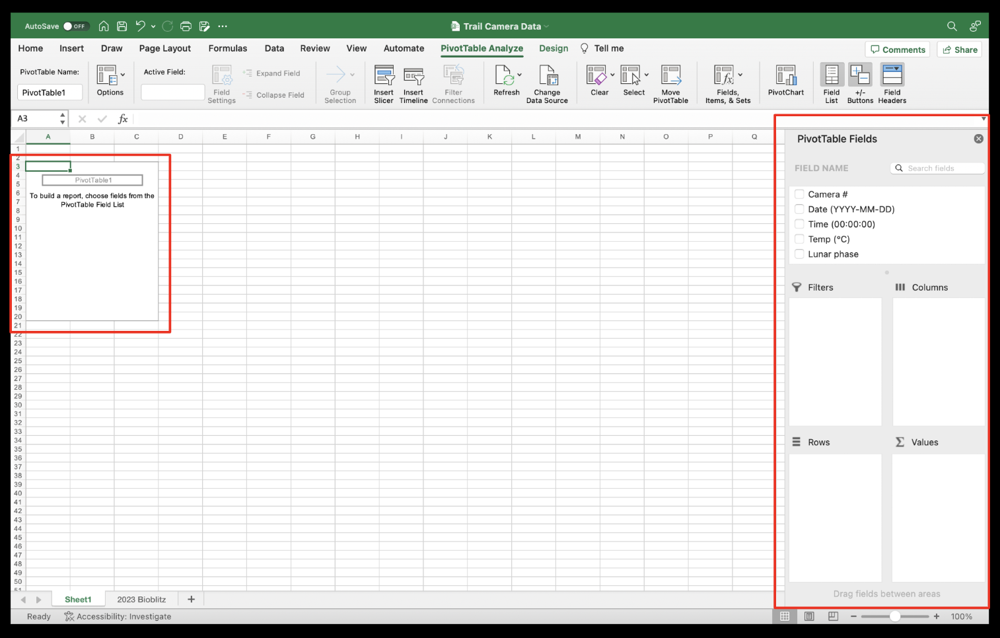 AutoSave OFF
Trail Camera Data
Home Insert Draw Page Layout Formulas Data Review View Automate PivotTable Analyze Design Tell me
Comments Share
PivotTable Name:
PivotTable1
Options
Active Field:
Field
Settings
Expand Field
Collapse Field
Group
Selection
Insert
Slicer
Insert
Timeline
Filter
Connections
Refresh
Change
Data Source
Clear
Select
Move
PivotTable
Fields,
Items, & Sets
PivotChart
Field
List
+/-
Buttons
Field
Headers
A3 fx
A B C D E F G H I J K L M N O P Q
1
2
3
4
5
6
7
8
9
10
11
12
13
14
15
16
17
18
19
20
21
22
23
24
25
26
27
28
29
30
31
32
33
34
35
36
37
38
39
40
41
42
43
44
45
46
47
48
49
50
51
PivotTable1
To build a report, choose fields from the
PivotTable Field List
PivotTable Fields
FIELD NAME Search fields
Camera #
Date (YYYY-MM-DD)
Time (00:00:00)
Temp (°C)
Lunar phase
Filters Columns
Rows Values
Drag fields between areas
Sheet1 2023 Bioblitz +
Ready Accessibility: Investigate
100%